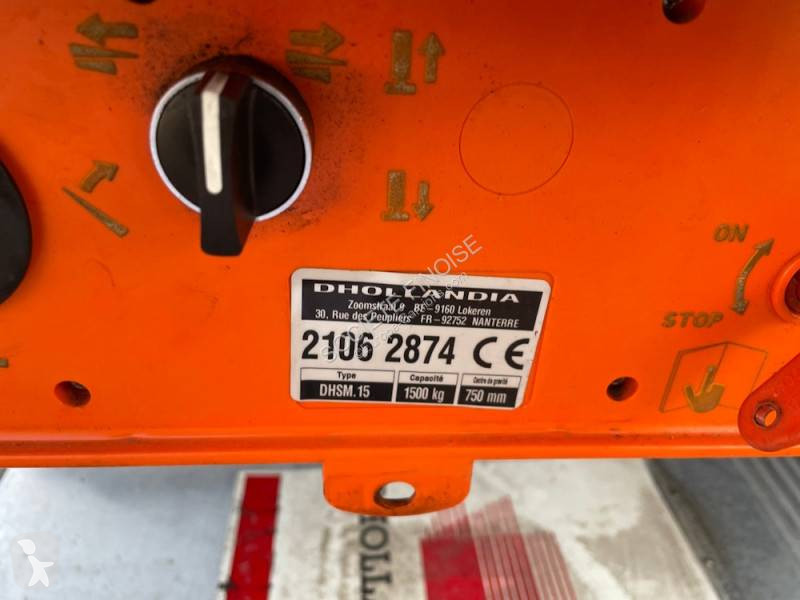 ON
STOP
DHOLLANDIA
Zoomstraat 9 BE - 9160 Lokeren
30, Rue des Peupliers FR - 92752 NANTERRE
2106 2874 CE
Type Capacité Centre de gravité
DHSM.15 1500 kg 750 mm